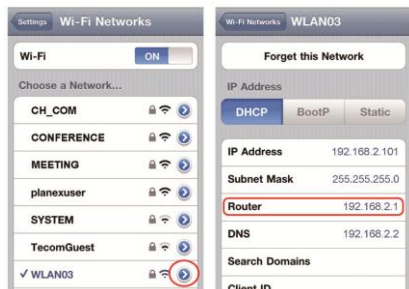 Settings Wi-Fi Networks
Wi-Fi ON
Choose a Network...
CH_COM
CONFERENCE
MEETING
planexuser
SYSTEM
TecomGuest
✓ WLAN03
Wi-Fi Networks WLAN03
Forget this Network
IP Address
DHCP BootP Static
IP Address 192.168.2.101
Subnet Mask 255.255.255.0
Router 192.168.2.1
DNS 192.168.2.2
Search Domains
Client ID